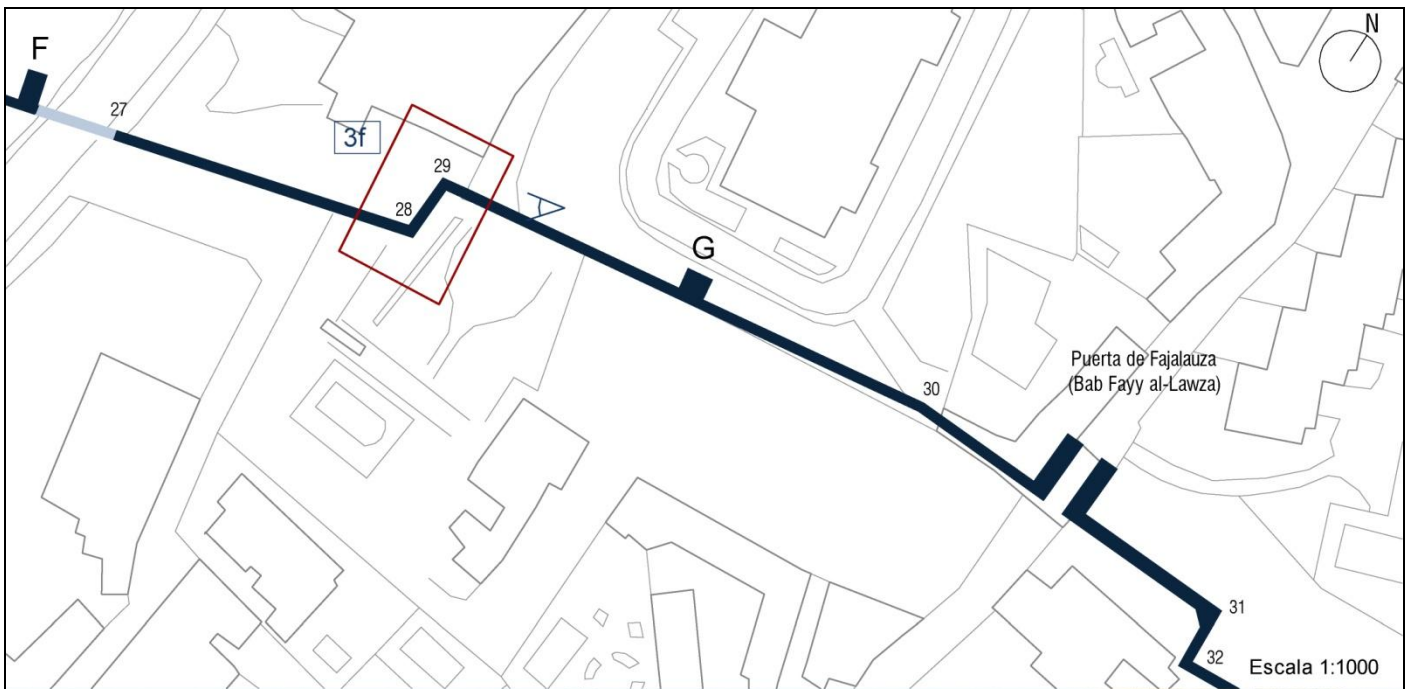 N
F
27
3f
29
28
G
Puerta de Fajalauza
(Bab Fayy al-Lawza)
30
31
32
Escala 1:1000